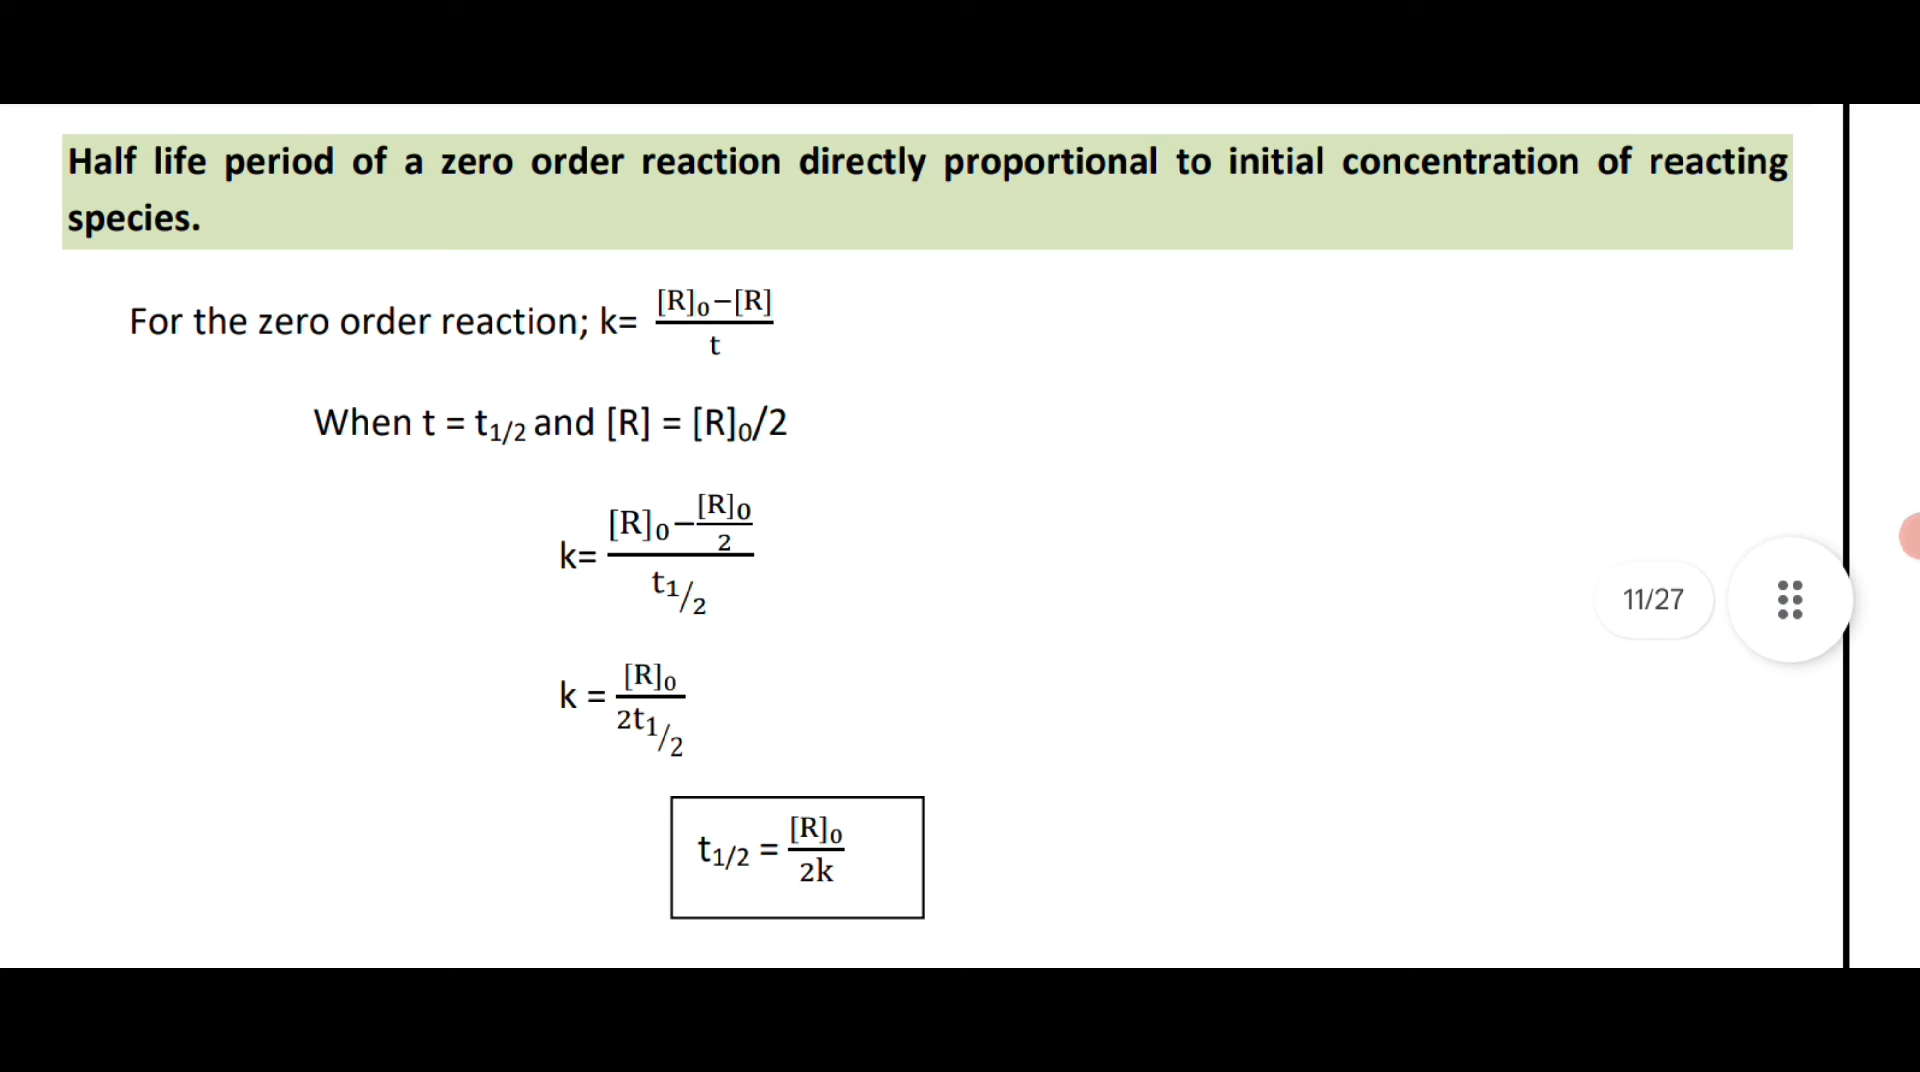 Half life period of a zero order reaction directly proportional to initial concentration of reacting
species.
For the zero order reaction; k= [R]₀−[R] / t
When t = t₁/₂ and [R] = [R]₀/2
k= [R]₀−[R]₀/2 / t₁/₂
11/27
k = [R]₀ / 2t₁/₂
t₁/₂ = [R]₀ / 2k